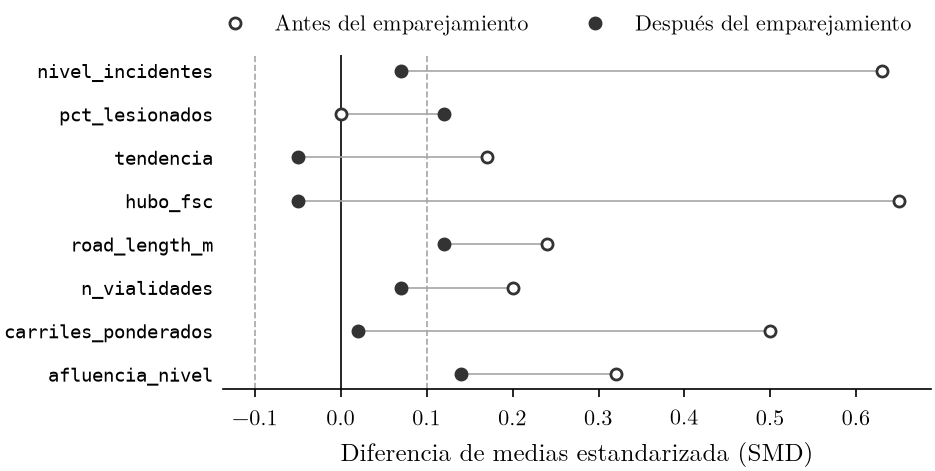 Antes del emparejamiento Después del emparejamiento
nivel_incidentes
pct_lesionados
tendencia
hubo_fsc
road_length_m
n_vialidades
carriles_ponderados
afluencia_nivel
−0.1 0.0 0.1 0.2 0.3 0.4 0.5 0.6
Diferencia de medias estandarizada (SMD)